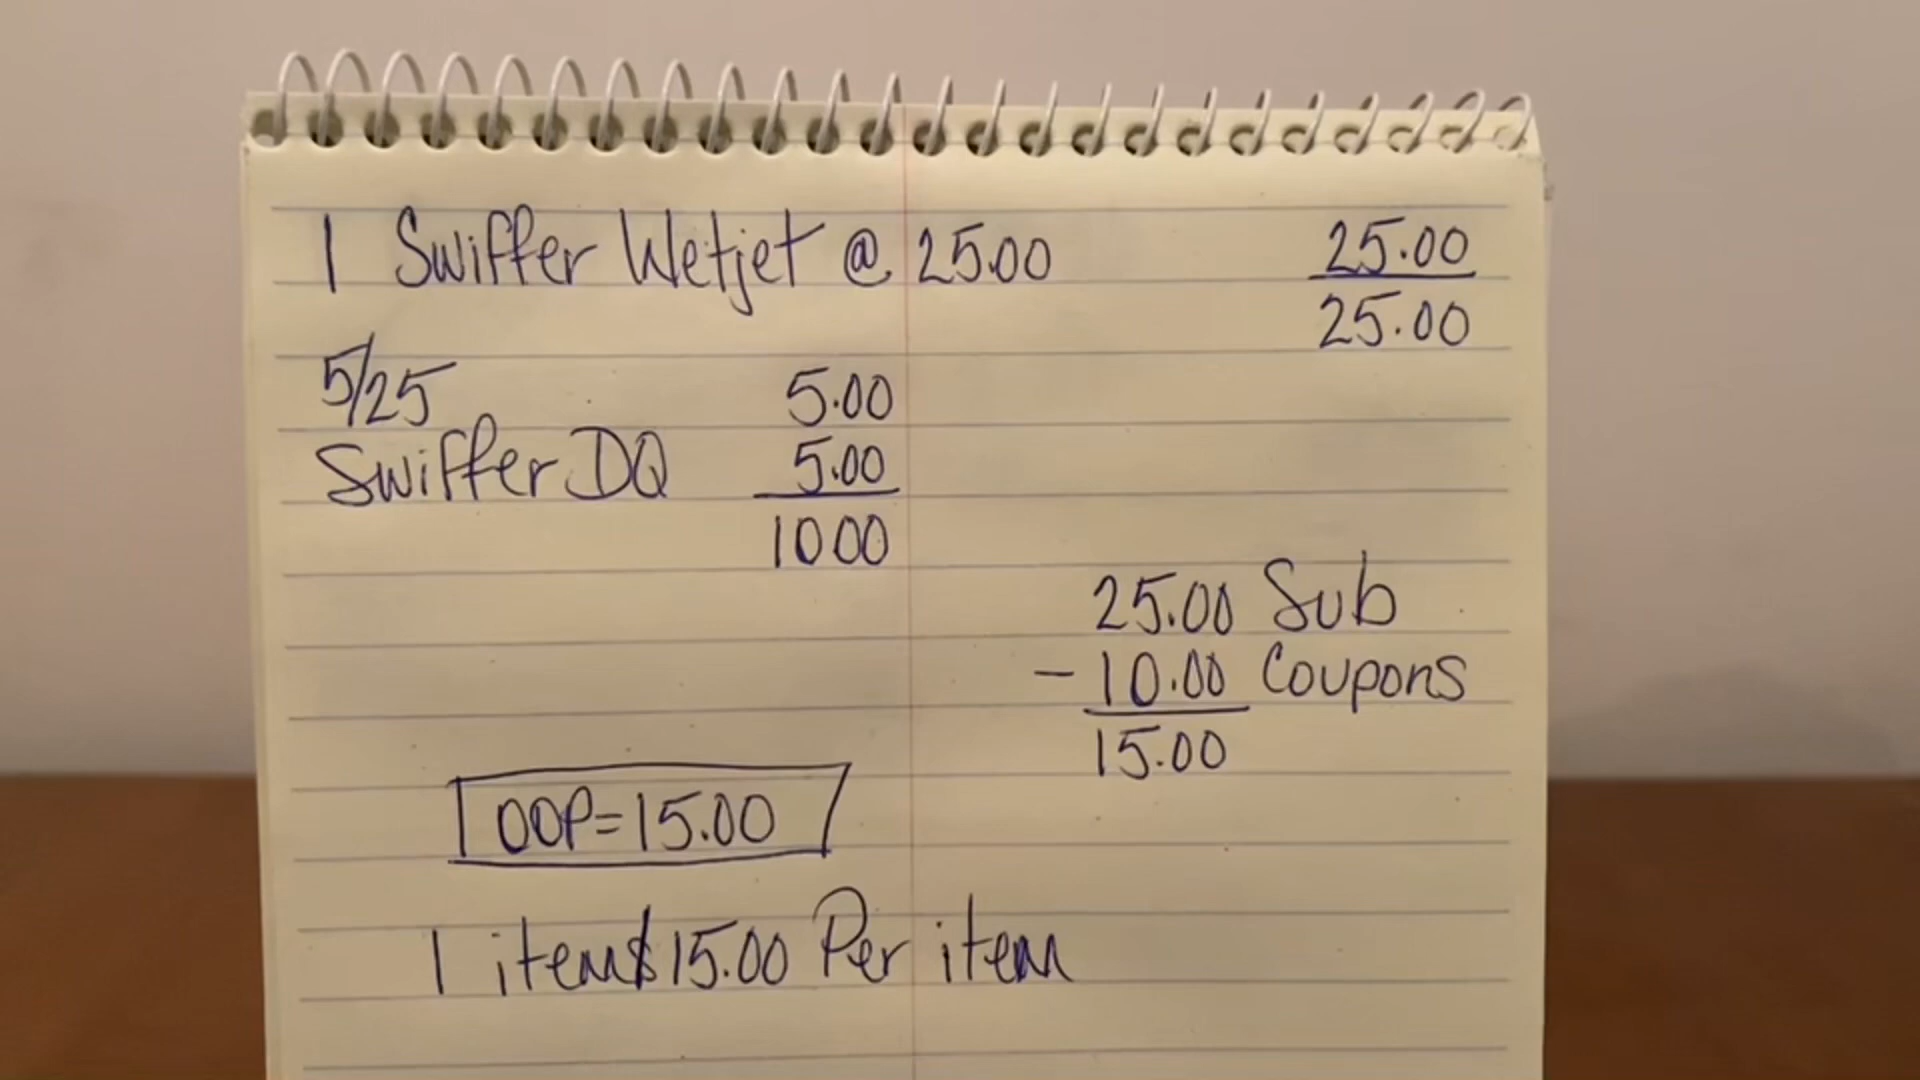 1 Swiffer Wetjet @ 25.00 25.00
25.00
5/25 5.00
Swiffer DQ 5.00
10 00
25.00 Sub
- 10.00 Coupons
15.00
OOP=15.00
1 item $15.00 Per item